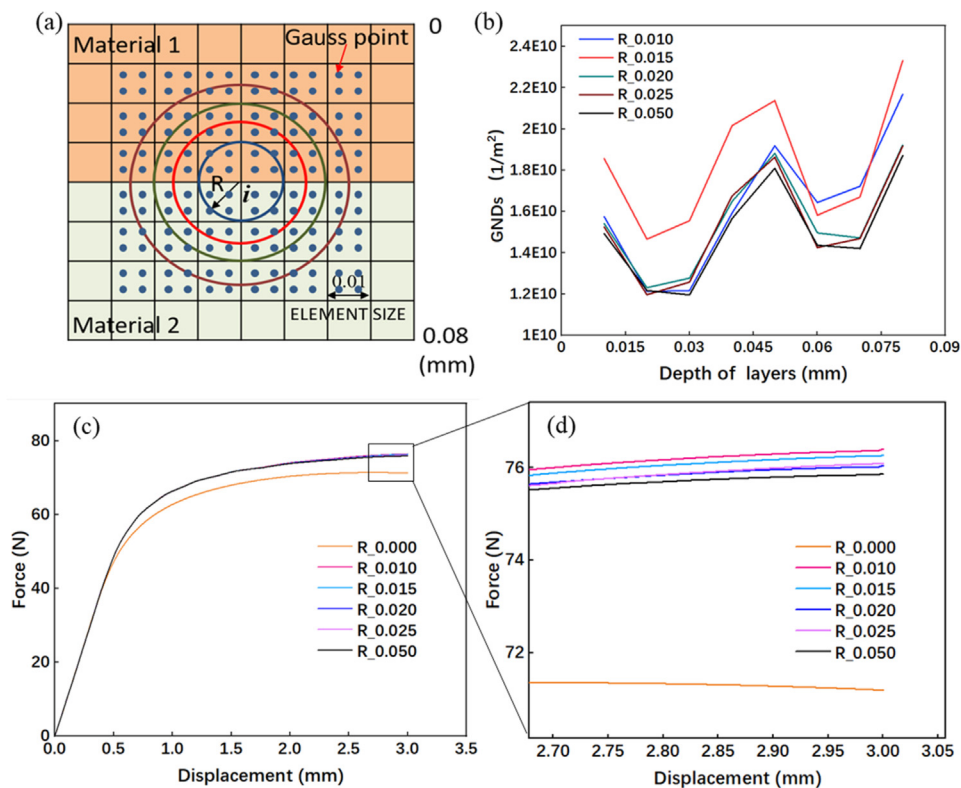 (a)
0
Material 1
Gauss point
R
i
0.01
ELEMENT SIZE
Material 2
0.08
(mm)
(b)
2.4E10
2.2E10
2E10
1.8E10
1.6E10
1.4E10
1.2E10
1E10
GNDs (1/m²)
R_0.010
R_0.015
R_0.020
R_0.025
R_0.050
0
0.015
0.03
0.045
0.06
0.075
0.09
Depth of layers (mm)
(c)
80
60
40
20
0
Force (N)
R_0.000
R_0.010
R_0.015
R_0.020
R_0.025
R_0.050
0.0
0.5
1.0
1.5
2.0
2.5
3.0
3.5
Displacement (mm)
(d)
76
74
71
Force (N)
R_0.000
R_0.010
R_0.015
R_0.020
R_0.025
R_0.050
2.70
2.75
2.80
2.85
2.90
2.95
3.00
3.05
Displacement (mm)